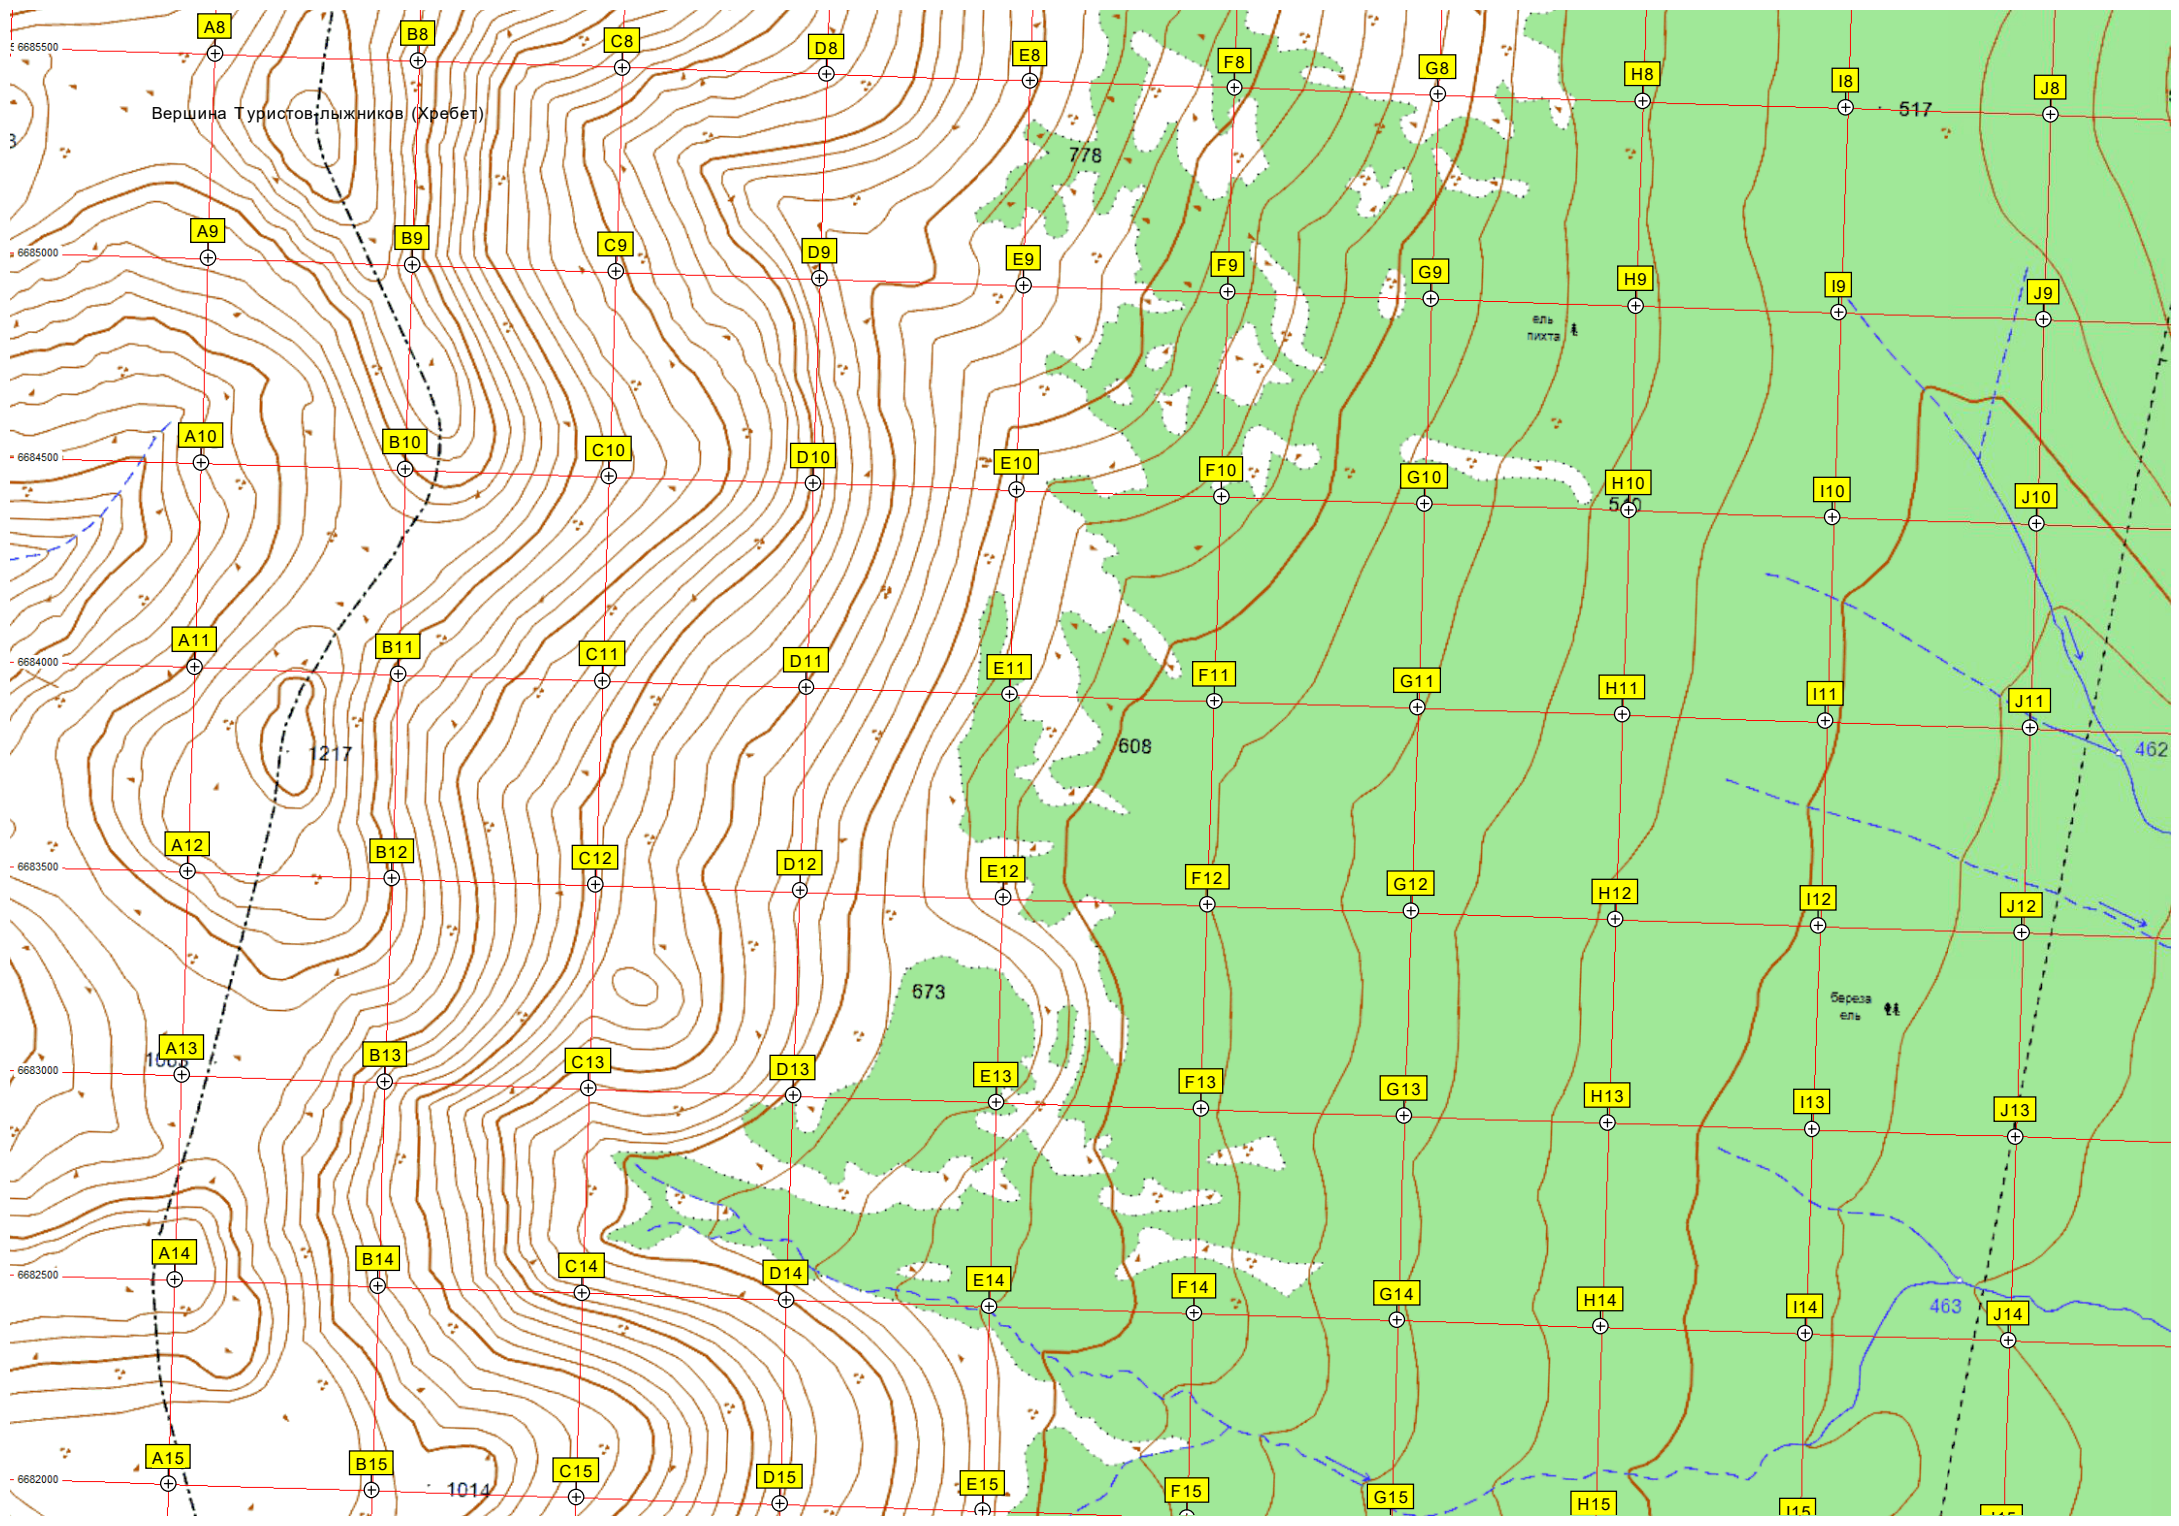 A8 B8 C8 D8 E8 F8 G8 H8 I8 J8
6685500
517
Вершина Туристов-лыжников (Хребет)
778
A9 B9 C9 D9 E9 F9 G9 H9 I9 J9
6685000
ель
пихта
A10 B10 C10 D10 E10 F10 G10 H10 I10 J10
6684500
A11 B11 C11 D11 E11 F11 G11 H11 I11 J11
6684000
1217
608
462
A12 B12 C12 D12 E12 F12 G12 H12 I12 J12
6683500
673
береза
ель
A13 B13 C13 D13 E13 F13 G13 H13 I13 J13
6683000
A14 B14 C14 D14 E14 F14 G14 H14 I14 J14
6682500
463
A15 B15 C15 D15 E15 F15 G15 H15 I15 J15
6682000
1014